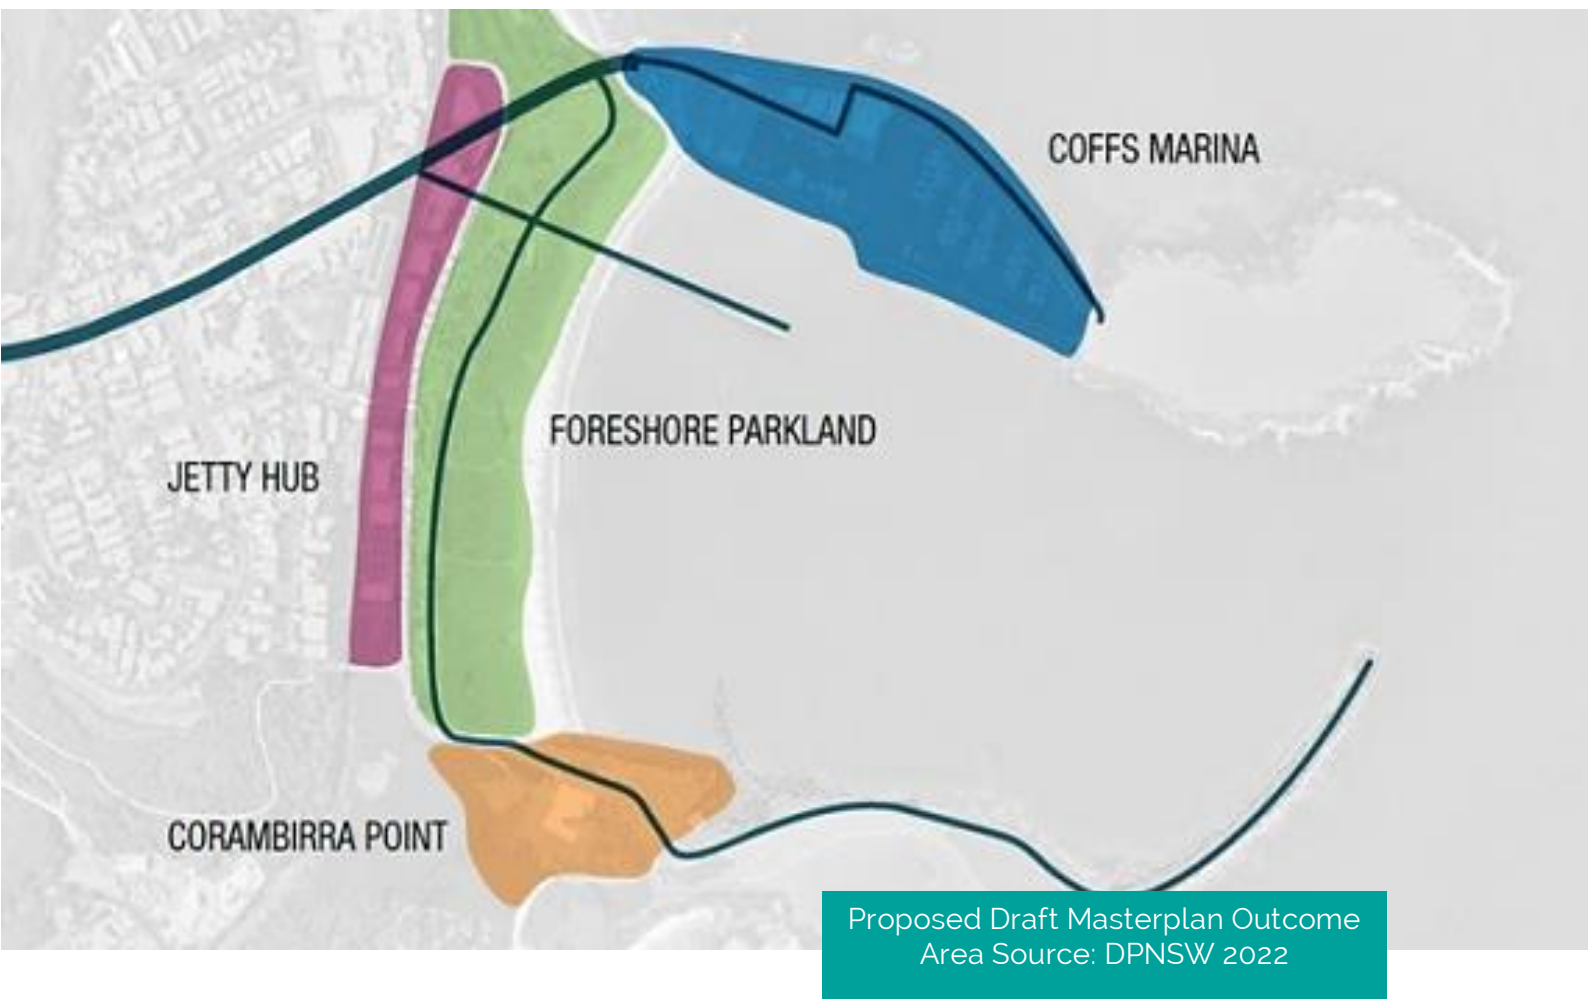 COFFS MARINA
FORESHORE PARKLAND
JETTY HUB
CORAMBIRRA POINT
Proposed Draft Masterplan Outcome
Area Source: DPNSW 2022